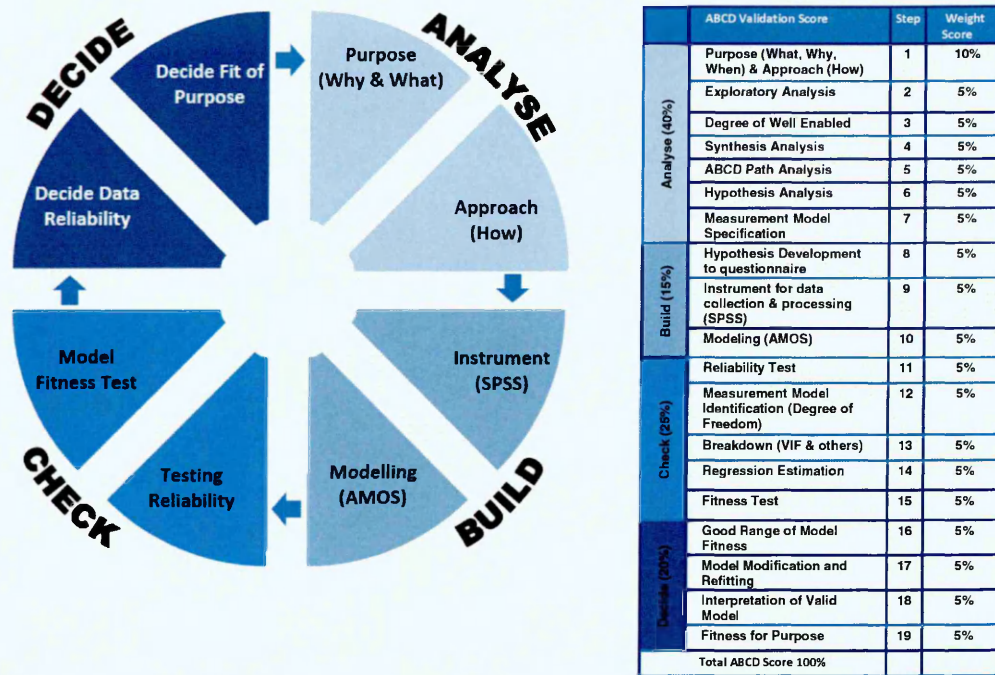 DECIDE
ANALYSE
Decide Fit of
Purpose
Purpose
(Why & What)
Decide Data
Reliability
Approach
(How)
Model
Fitness Test
Instrument
(SPSS)
Testing
Reliability
Modelling
(AMOS)
CHECK
BUILD
ABCD Validation Score Step Weight
Score
Analyse (40%)
Purpose (What, Why, 1 10%
When) & Approach (How)
Exploratory Analysis 2 5%
Degree of Well Enabled 3 5%
Synthesis Analysis 4 5%
ABCD Path Analysis 5 5%
Hypothesis Analysis 6 5%
Measurement Model 7 5%
Specification
Build (15%)
Hypothesis Development 8 5%
to questionnaire
Instrument for data 9 5%
collection & processing
(SPSS)
Modeling (AMOS) 10 5%
Check (25%)
Reliability Test 11 5%
Measurement Model 12 5%
Identification (Degree of
Freedom)
Breakdown (VIF & others) 13 5%
Regression Estimation 14 5%
Fitness Test 15 5%
Decide (20%)
Good Range of Model 16 5%
Fitness
Model Modification and 17 5%
Refitting
Interpretation of Valid 18 5%
Model
Fitness for Purpose 19 5%
Total ABCD Score 100%